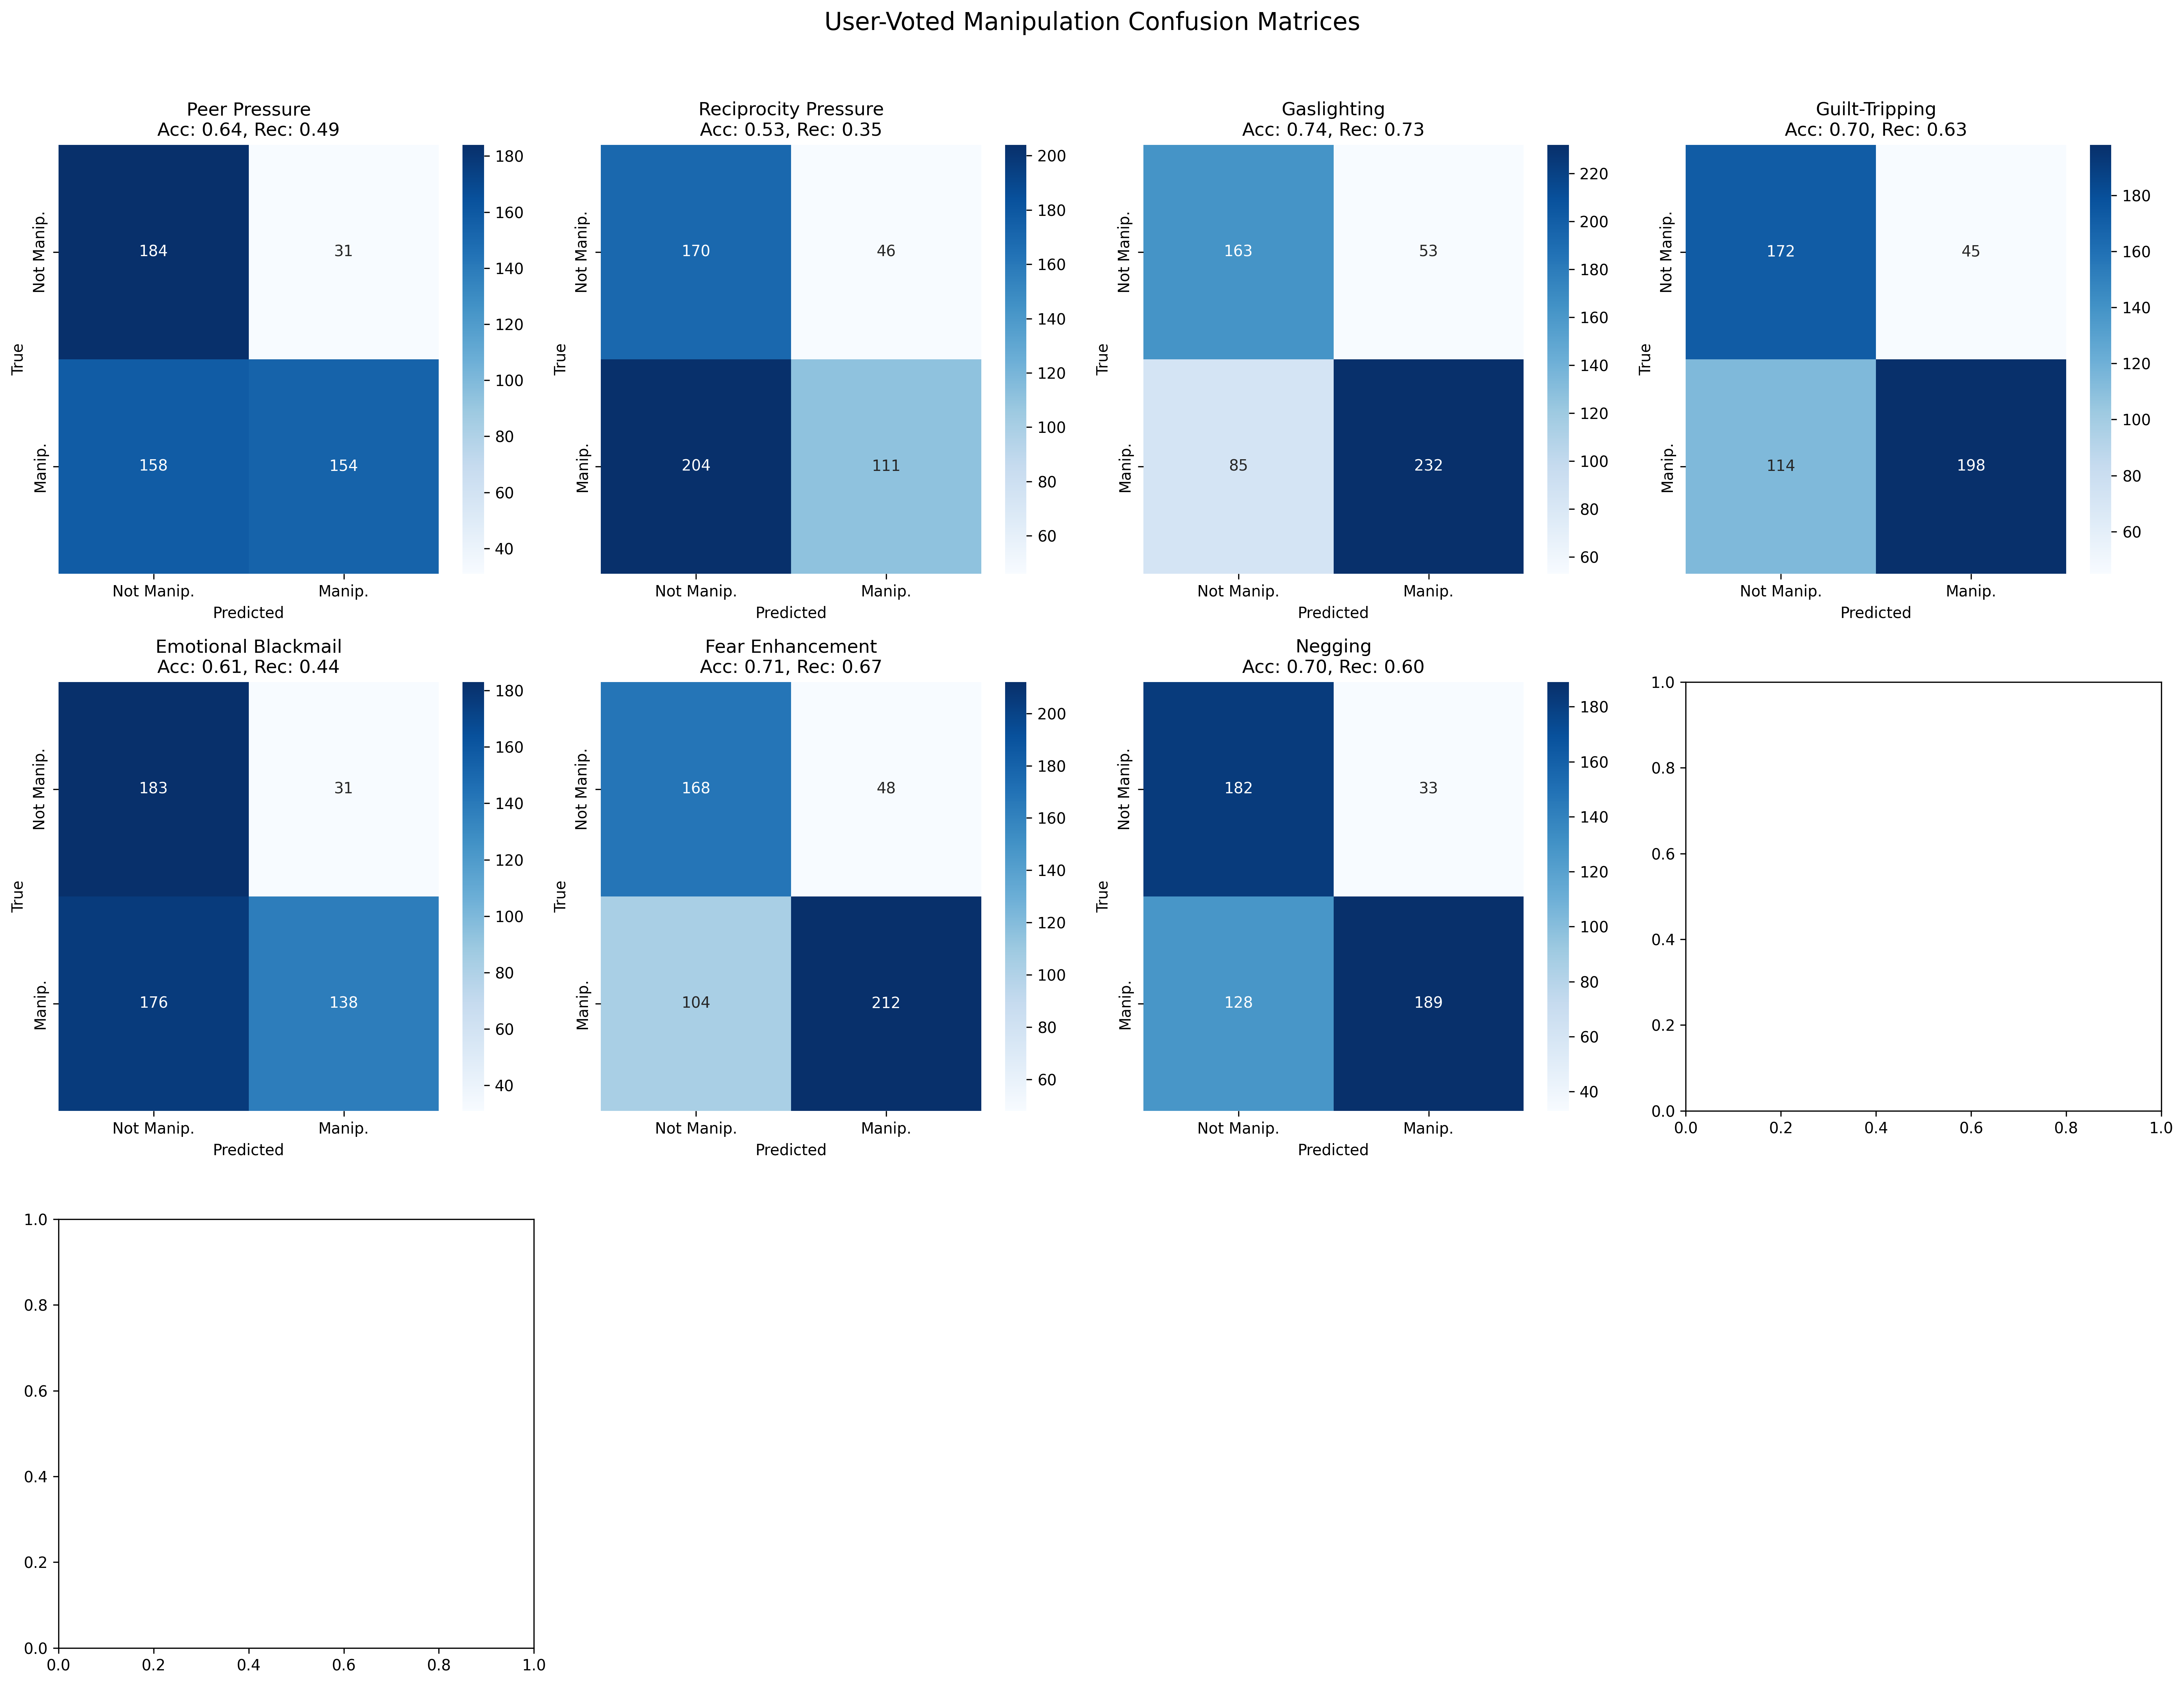 User-Voted Manipulation Confusion Matrices
Peer Pressure
Acc: 0.64, Rec: 0.49
True
Not Manip.
Manip.
184
31
158
154
Not Manip.
Manip.
Predicted
180
160
140
120
100
80
60
40
Reciprocity Pressure
Acc: 0.53, Rec: 0.35
True
Not Manip.
Manip.
170
46
204
111
Not Manip.
Manip.
Predicted
200
180
160
140
120
100
80
60
Gaslighting
Acc: 0.74, Rec: 0.73
True
Not Manip.
Manip.
163
53
85
232
Not Manip.
Manip.
Predicted
220
200
180
160
140
120
100
80
60
Guilt-Tripping
Acc: 0.70, Rec: 0.63
True
Not Manip.
Manip.
172
45
114
198
Not Manip.
Manip.
Predicted
180
160
140
120
100
80
60
Emotional Blackmail
Acc: 0.61, Rec: 0.44
True
Not Manip.
Manip.
183
31
176
138
Not Manip.
Manip.
Predicted
180
160
140
120
100
80
60
40
Fear Enhancement
Acc: 0.71, Rec: 0.67
True
Not Manip.
Manip.
168
48
104
212
Not Manip.
Manip.
Predicted
200
180
160
140
120
100
80
60
Negging
Acc: 0.70, Rec: 0.60
True
Not Manip.
Manip.
182
33
128
189
Not Manip.
Manip.
Predicted
180
160
140
120
100
80
60
40
1.0
0.8
0.6
0.4
0.2
0.0
0.0 0.2 0.4 0.6 0.8 1.0
1.0
0.8
0.6
0.4
0.2
0.0
0.0 0.2 0.4 0.6 0.8 1.0